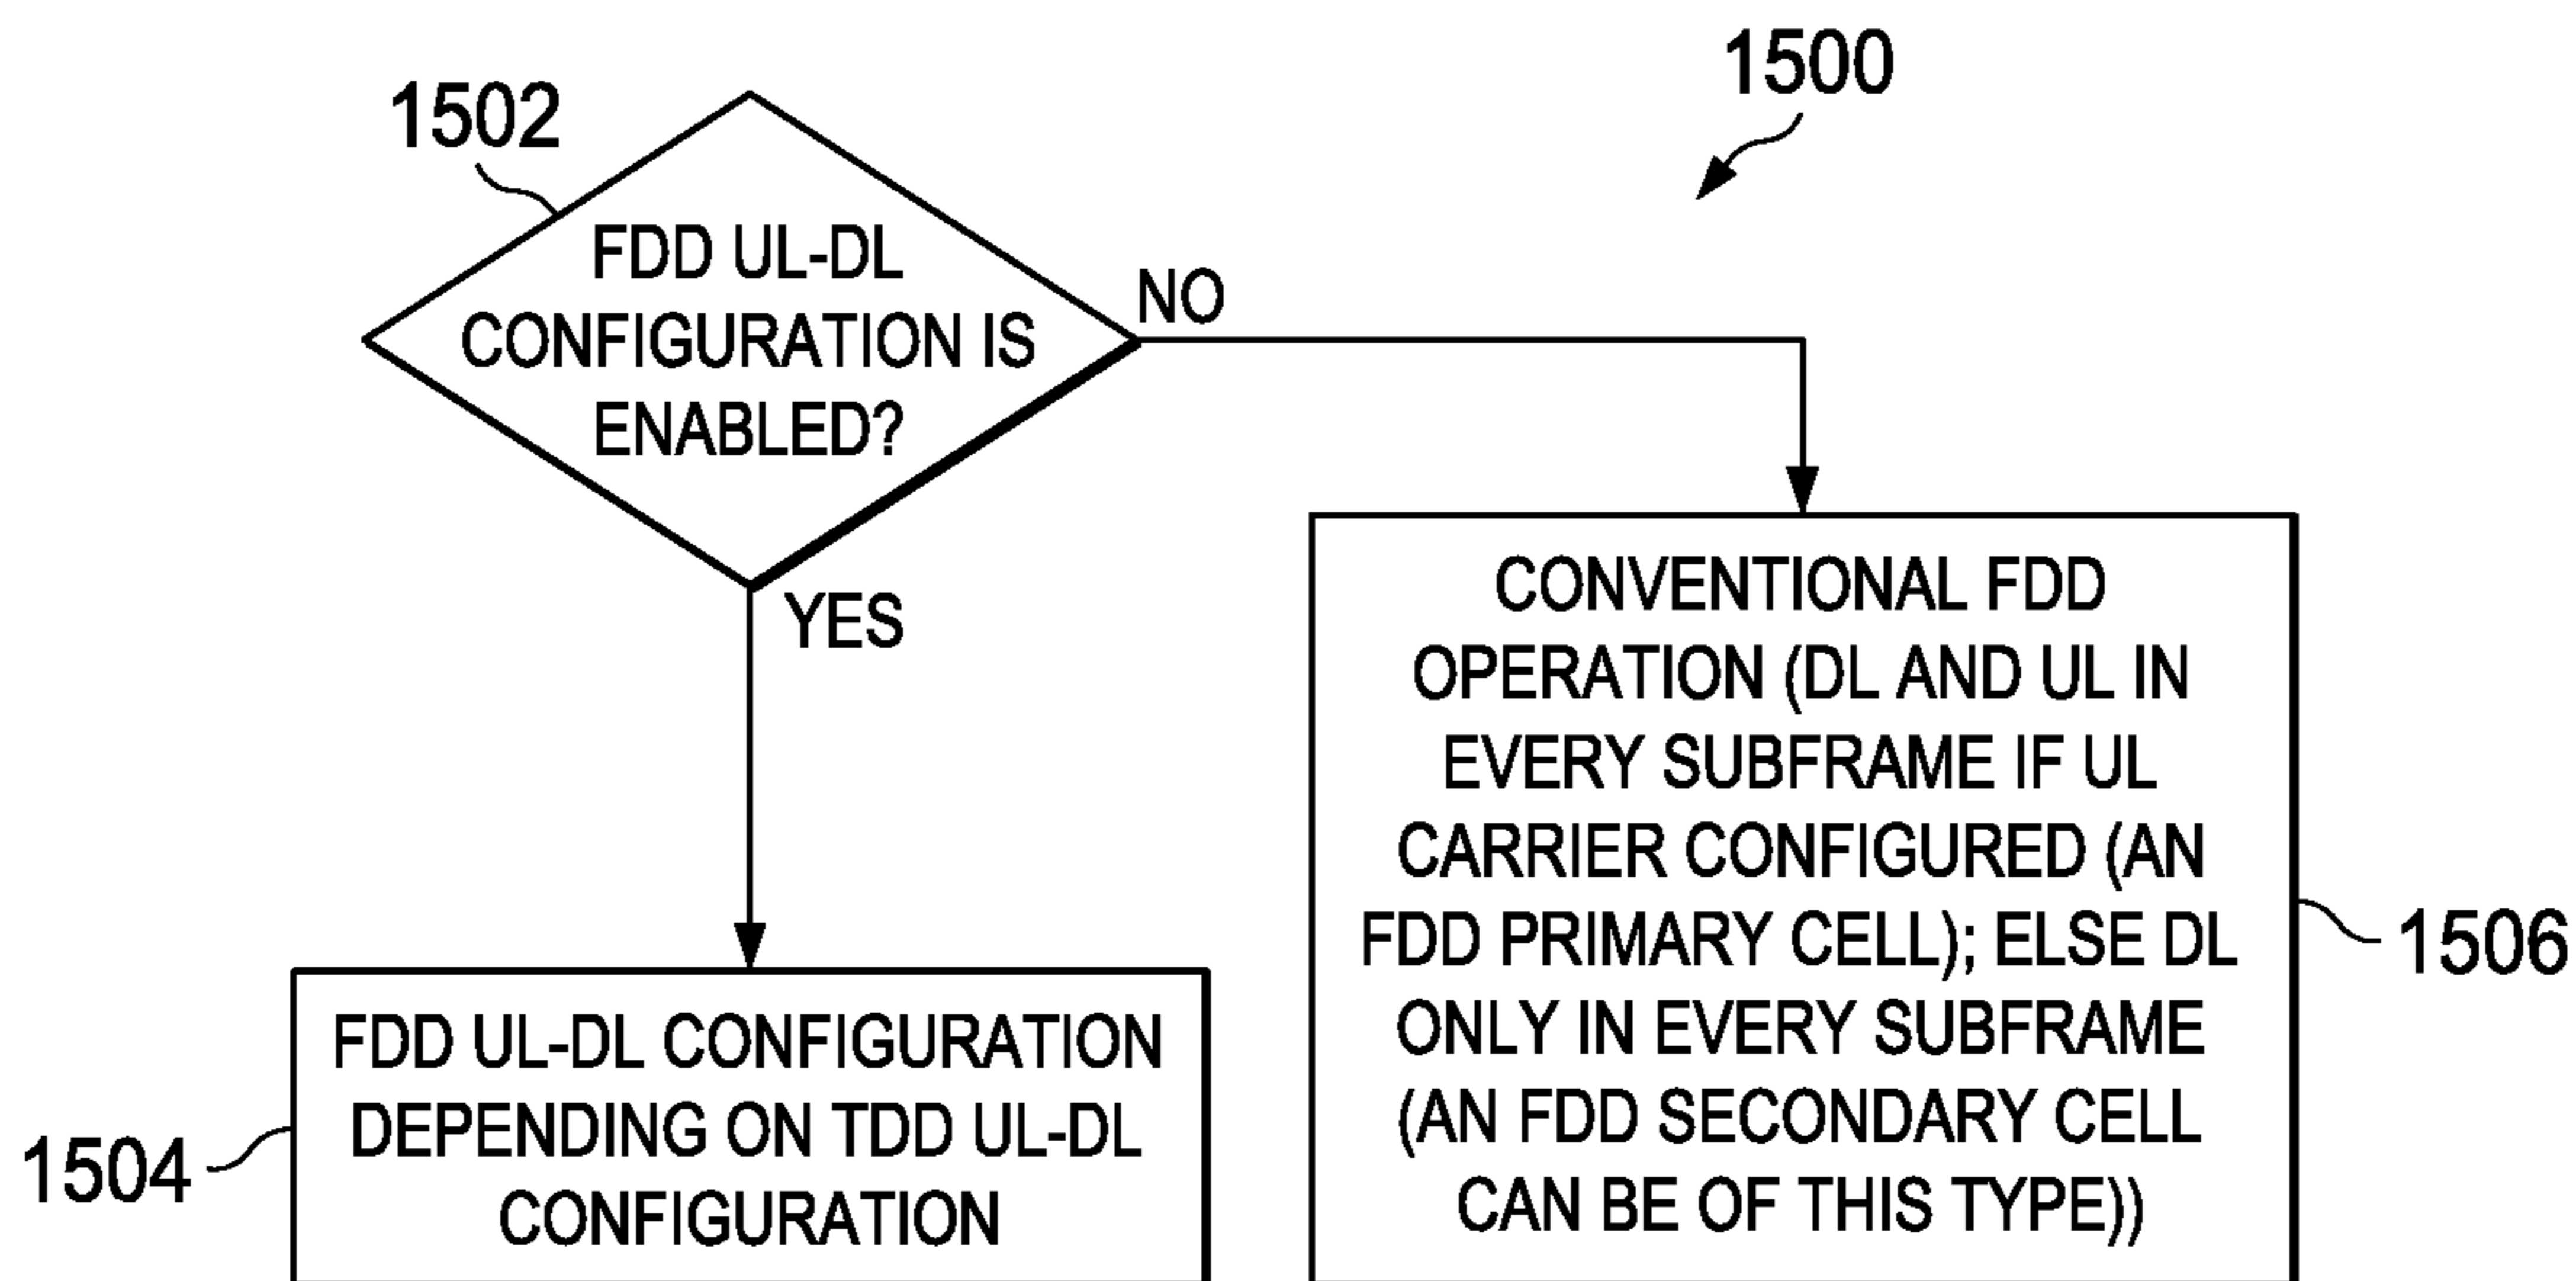 1500
1502
FDD UL-DL
CONFIGURATION IS
ENABLED?
NO
YES
CONVENTIONAL FDD
OPERATION (DL AND UL IN
EVERY SUBFRAME IF UL
CARRIER CONFIGURED (AN
FDD PRIMARY CELL); ELSE DL
ONLY IN EVERY SUBFRAME
(AN FDD SECONDARY CELL
CAN BE OF THIS TYPE))
1506
FDD UL-DL CONFIGURATION
DEPENDING ON TDD UL-DL
CONFIGURATION
1504